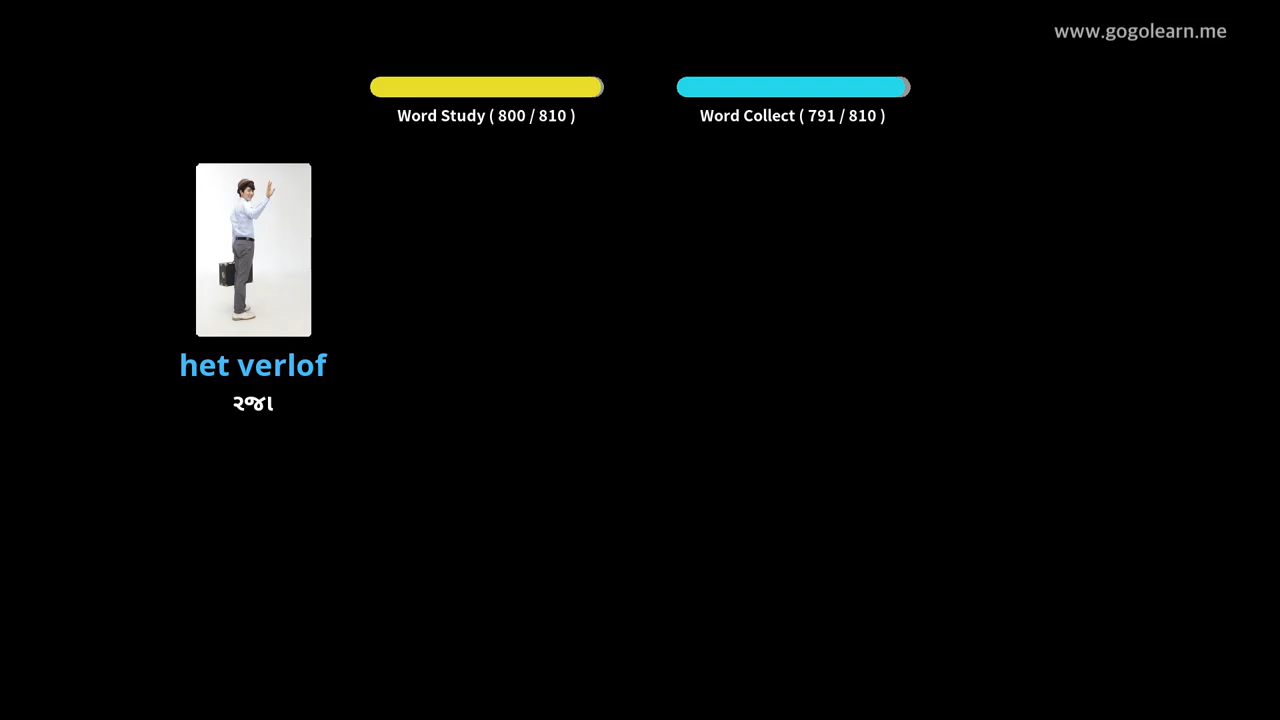 www.gogolearn.me
Word Study ( 800 / 810 )
Word Collect ( 791 / 810 )
het verlof
રજા